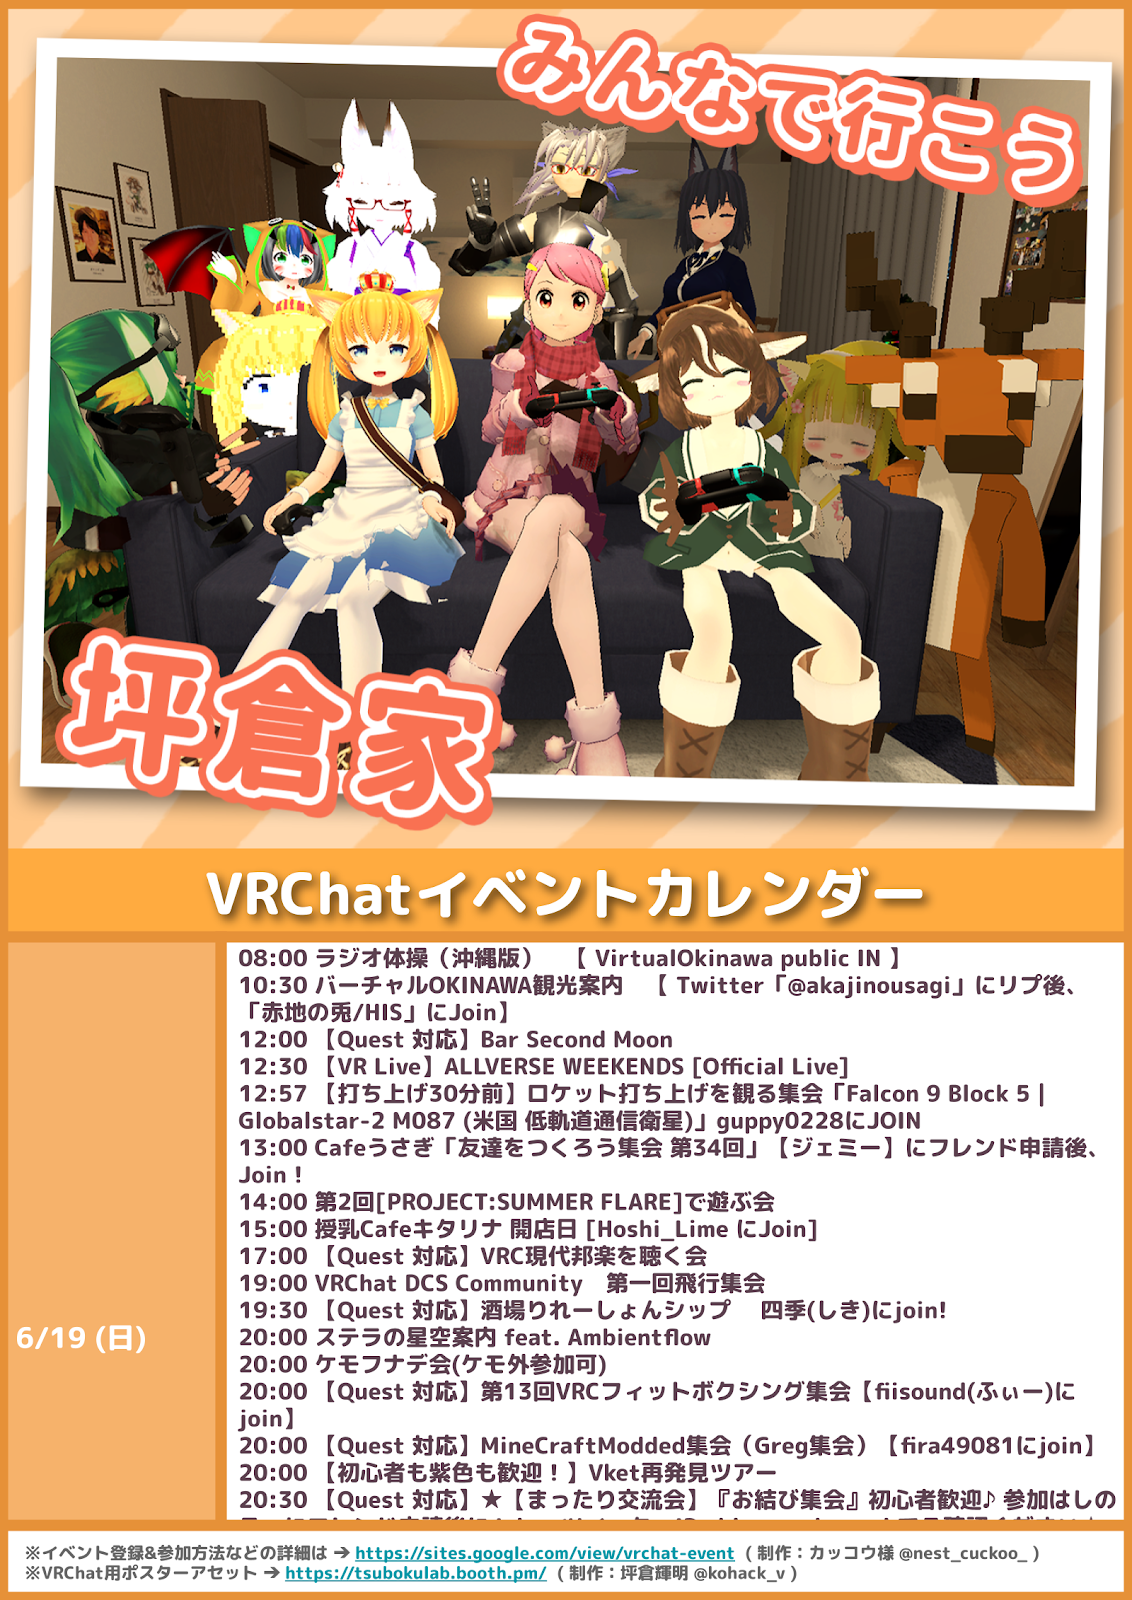 みんなで行こう
坪倉家
VRChatイベントカレンダー
6/19 (日)
08:00 ラジオ体操（沖縄版）　【 VirtualOkinawa public IN 】
10:30 バーチャルOKINAWA観光案内　【 Twitter「@akajinousagi」にリプ後、
「赤地の兎/HIS」にJoin】
12:00 【Quest 対応】Bar Second Moon
12:30 【VR Live】ALLVERSE WEEKENDS [Official Live]
12:57 【打ち上げ30分前】ロケット打ち上げを観る集会「Falcon 9 Block 5 |
Globalstar-2 M087 (米国 低軌道通信衛星)」guppy0228にJOIN
13:00 Cafeうさぎ「友達をつくろう集会 第34回」【ジェミー】にフレンド申請後、
Join！
14:00 第2回[PROJECT:SUMMER FLARE]で遊ぶ会
15:00 授乳Cafeキタリナ 開店日 [Hoshi_Lime にJoin]
17:00 【Quest 対応】VRC現代邦楽を聴く会
19:00 VRChat DCS Community　第一回飛行集会
19:30 【Quest 対応】酒場りれーしょんシップ　四季(しき)にjoin!
20:00 ステラの星空案内 feat. Ambientflow
20:00 ケモフナデ会(ケモ外参加可)
20:00 【Quest 対応】第13回VRCフィットボクシング集会【fiisound(ふぃー)に
join】
20:00 【Quest 対応】MineCraftModded集会（Greg集会）【fira49081にjoin】
20:00 【初心者も紫色も歓迎！】Vket再発見ツアー
20:30 【Quest 対応】★【まったり交流会】『お結び集会』初心者歓迎♪ 参加はしの
※イベント登録&参加方法などの詳細は → https://sites.google.com/view/vrchat-event （ 制作：カッコウ様 @nest_cuckoo_ ）
※VRChat用ポスターアセット → https://tsubokulab.booth.pm/ （ 制作：坪倉輝明 @kohack_v ）